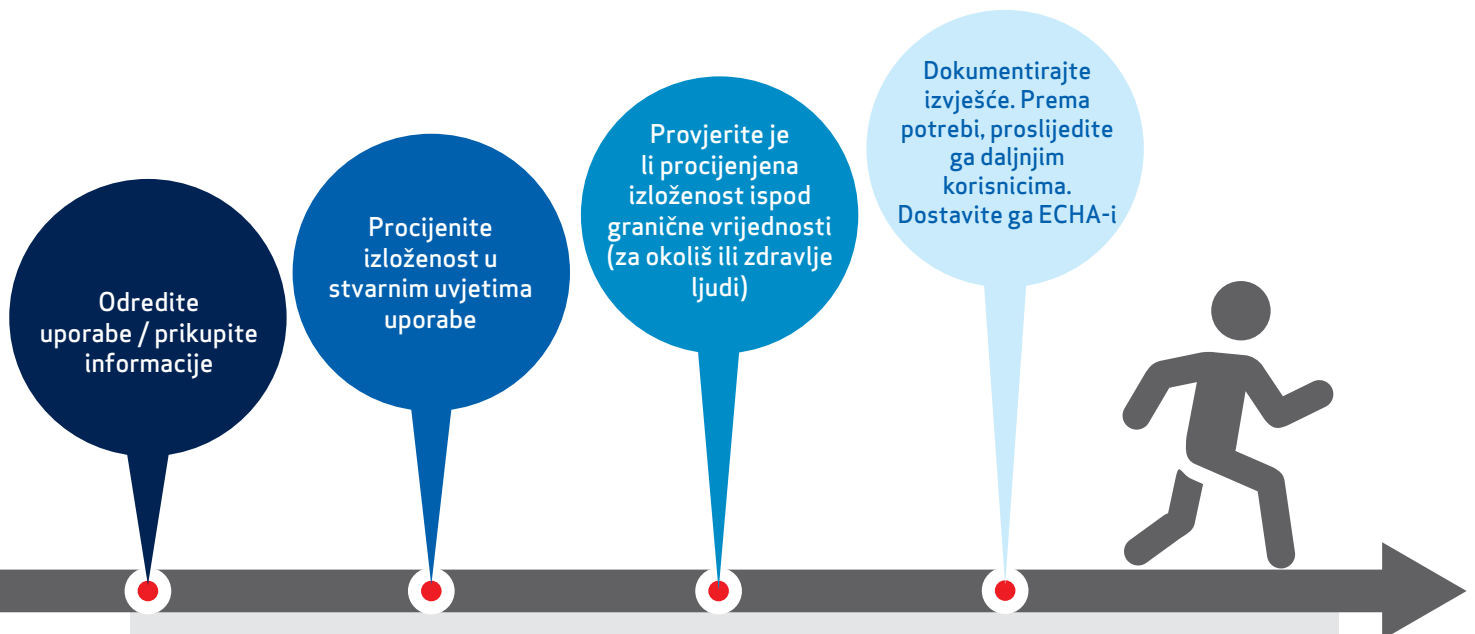 Odredite
uporabe / prikupite
informacije
Procijenite
izloženost u
stvarnim uvjetima
uporabe
Provjerite je
li procijenjena
izloženost ispod
granične vrijednosti
(za okoliš ili zdravlje
ljudi)
Dokumentirajte
izvješće. Prema
potrebi, proslijedite
ga daljnjim
korisnicima.
Dostavite ga ECHA-i